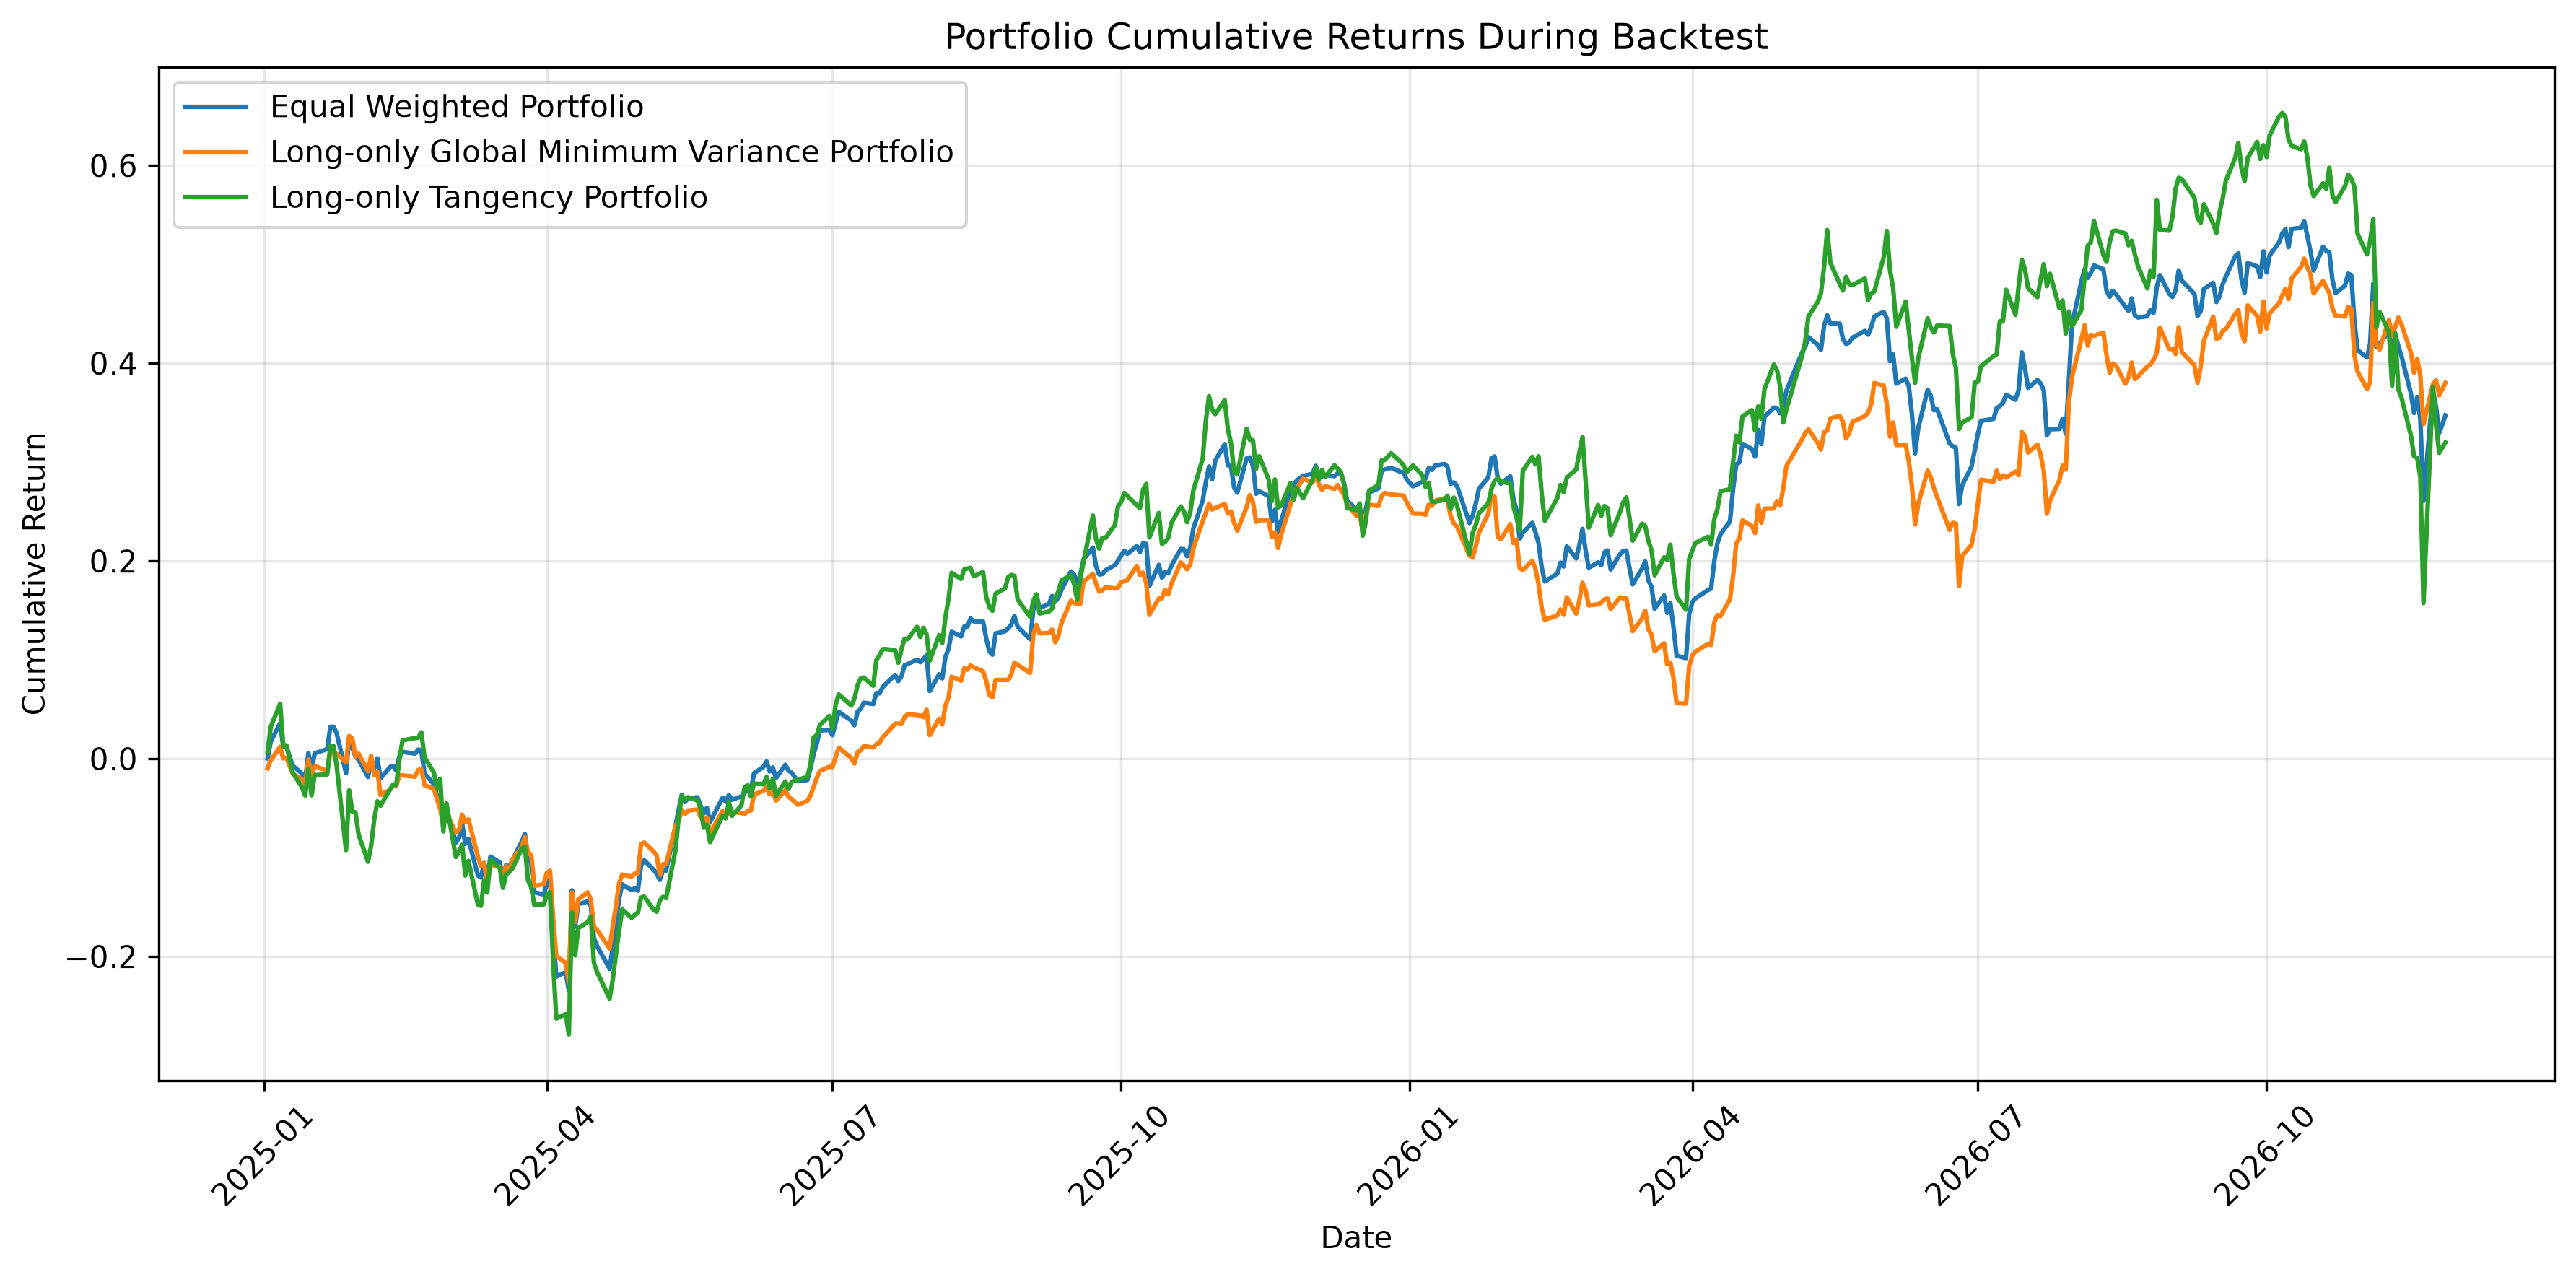 Portfolio Cumulative Returns During Backtest
Equal Weighted Portfolio
Long-only Global Minimum Variance Portfolio
Long-only Tangency Portfolio
Cumulative Return
0.6
0.4
0.2
0.0
−0.2
2025-01
2025-04
2025-07
2025-10
2026-01
2026-04
2026-07
2026-10
Date